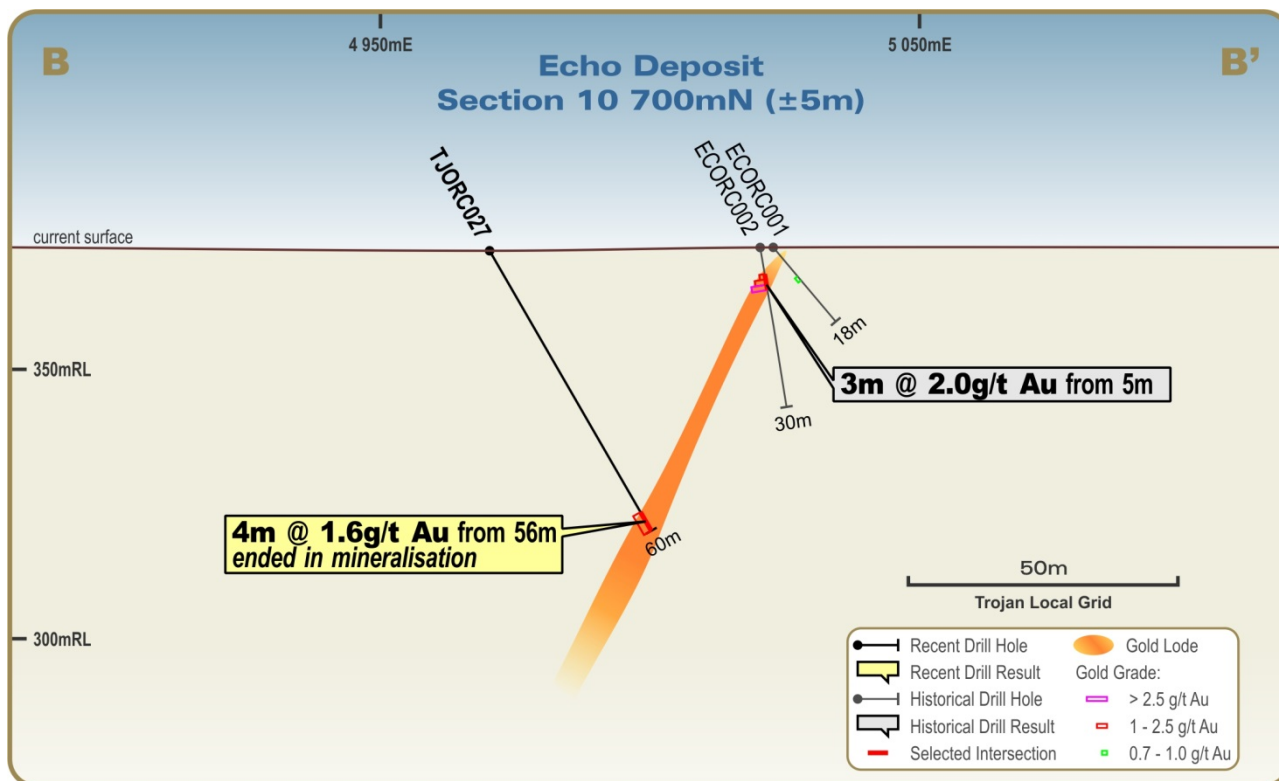 B
4 950mE
5 050mE
B'
Echo Deposit
Section 10 700mN (±5m)
TJORC027
ECORC002
ECORC001
current surface
18m
350mRL
3m @ 2.0g/t Au from 5m
30m
4m @ 1.6g/t Au from 56m
ended in mineralisation
60m
50m
Trojan Local Grid
300mRL
Recent Drill Hole
Recent Drill Result
Historical Drill Hole
Historical Drill Result
Selected Intersection
Gold Lode
Gold Grade:
> 2.5 g/t Au
1 - 2.5 g/t Au
0.7 - 1.0 g/t Au